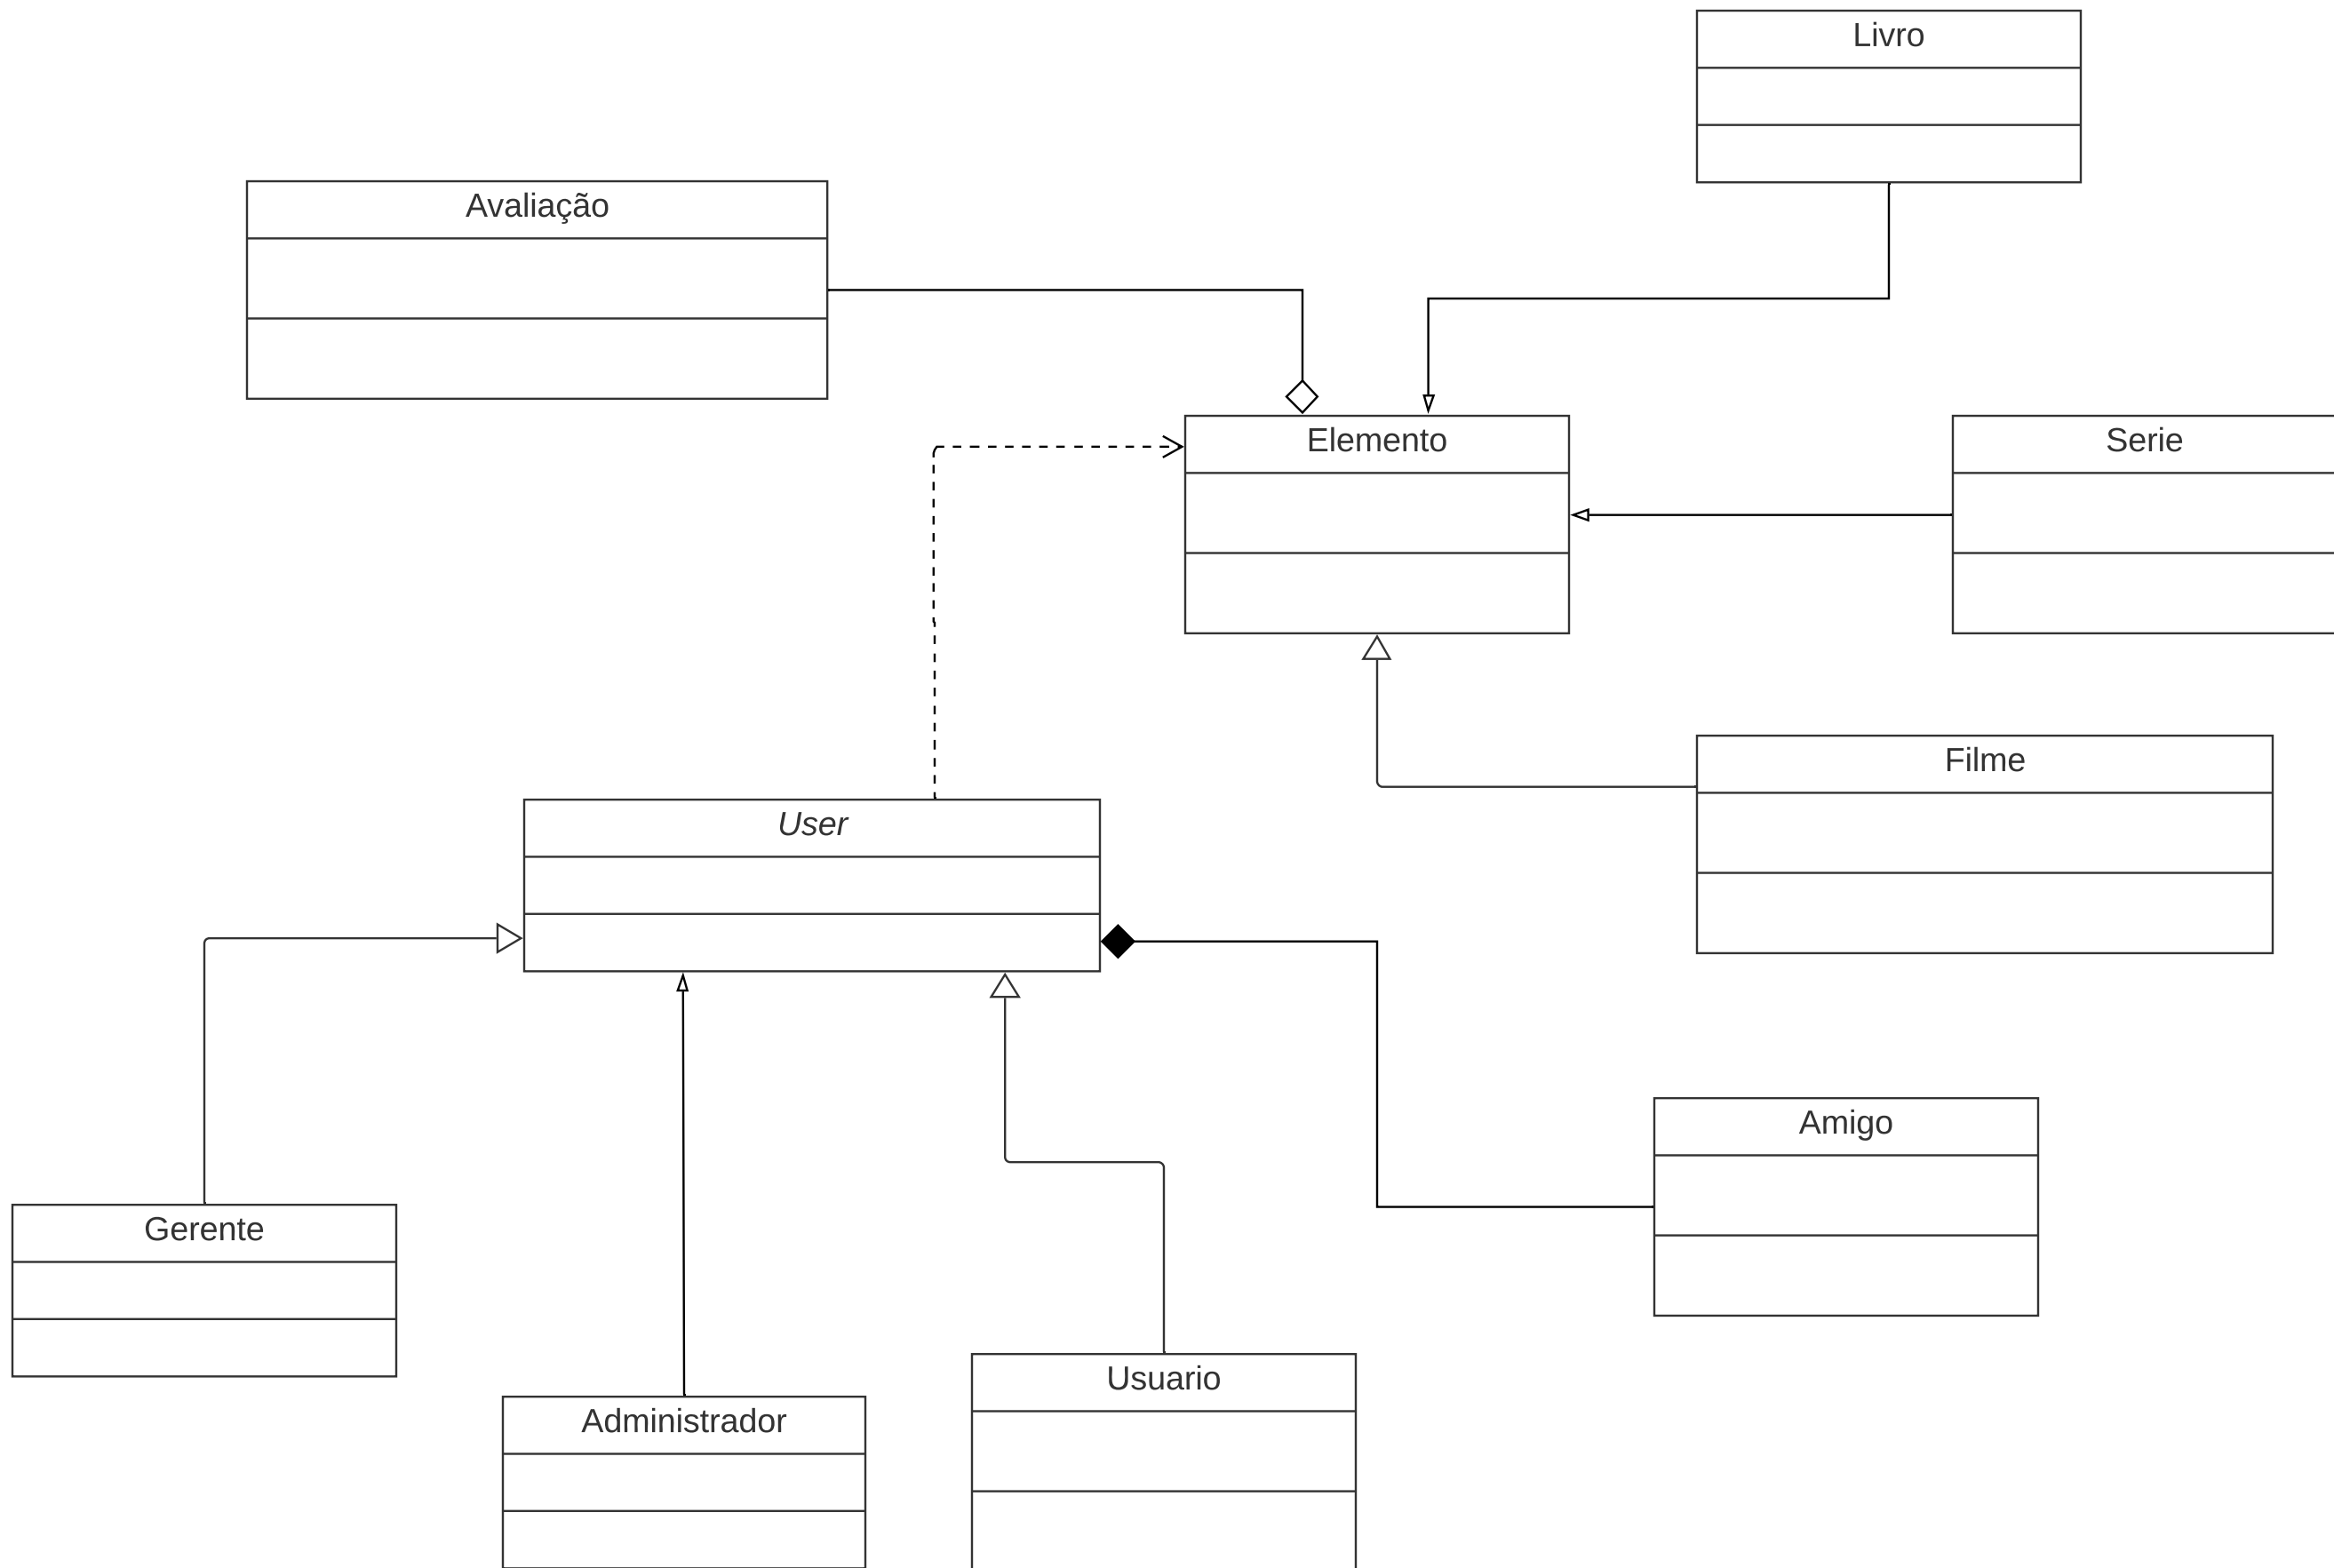 Livro
Avaliação
Elemento
Serie
Filme
User
Amigo
Gerente
Usuario
Administrador